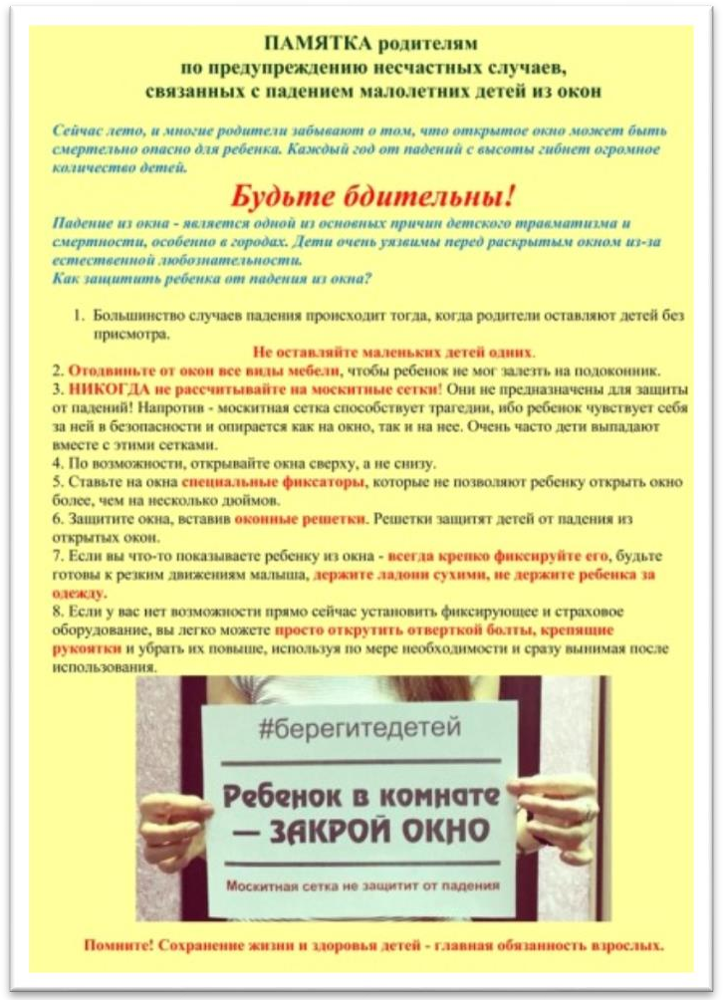 ПАМЯТКА родителям
по предупреждению несчастных случаев,
связанных с падением малолетних детей из окон
Сейчас лето, и многие родители забывают о том, что открытое окно может быть
смертельно опасно для ребенка. Каждый год от падений с высоты гибнет огромное
количество детей.
Будьте бдительны!
Падение из окна - является одной из основных причин детского травматизма и
смертности, особенно в городах. Дети очень уязвимы перед раскрытым окном из-за
естественной любознательности.
Как защитить ребенка от падения из окна?
1. Большинство случаев падения происходит тогда, когда родители оставляют детей без
присмотра.
Не оставляйте маленьких детей одних.
2. Отодвиньте от окон все виды мебели, чтобы ребенок не мог залезть на подоконник.
3. НИКОГДА не рассчитывайте на москитные сетки! Они не предназначены для защиты
от падений! Напротив - москитная сетка способствует трагедии, ибо ребенок чувствует себя
за ней в безопасности и опирается как на окно, так и на нее. Очень часто дети выпадают
вместе с этими сетками.
4. По возможности, открывайте окна сверху, а не снизу.
5. Ставьте на окна специальные фиксаторы, которые не позволяют ребенку открыть окно
более, чем на несколько дюймов.
6. Защитите окна, вставив оконные решетки. Решетки защитят детей от падения из
открытых окон.
7. Если вы что-то показываете ребенку из окна - всегда крепко фиксируйте его, будьте
готовы к резким движениям малыша, держите ладони сухими, не держите ребенка за
одежду.
8. Если у вас нет возможности прямо сейчас установить фиксирующее и страховое
оборудование, вы легко можете просто открутить отверткой болты, крепящие
рукоятки и убрать их повыше, используя по мере необходимости и сразу вынимая после
использования.
#берегитедетей
Ребенок в комнате
— ЗАКРОЙ ОКНО
Москитная сетка не защитит от падения
Помните! Сохранение жизни и здоровья детей - главная обязанность взрослых.